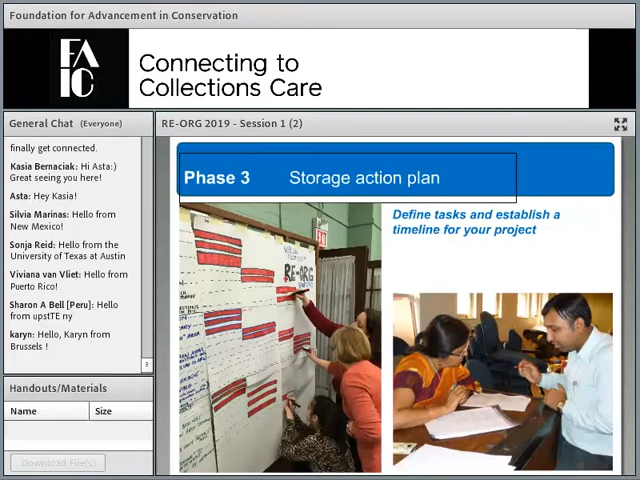 Foundation for Advancement in Conservation
FA
IC
Connecting to
Collections Care
General Chat (Everyone)
finally get connected.
Kasia Bernaciak: Hi Asta:)
Great seeing you here!
Asta: Hey Kasia!
Silvia Marinas: Hello from
New Mexico!
Sonja Reid: Hello from the
University of Texas at Austin
Viviana van Vliet: Hello from
Puerto Rico!
Sharon A Bell [Peru]: Hello
from upstTE ny
karyn: Hello, Karyn from
Brussels !
Handouts/Materials
Name Size
Download File(s)
RE-ORG 2019 - Session 1 (2)
Phase 3 Storage action plan
Define tasks and establish a
timeline for your project
RE-ORG